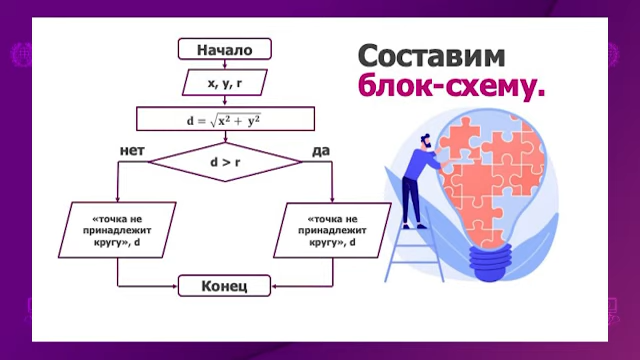 Начало
Составим
блок-схему.
x, y, r
d = √x² + y²
нет
да
d > r
«точка не
принадлежит
кругу», d
«точка не
принадлежит
кругу», d
Конец